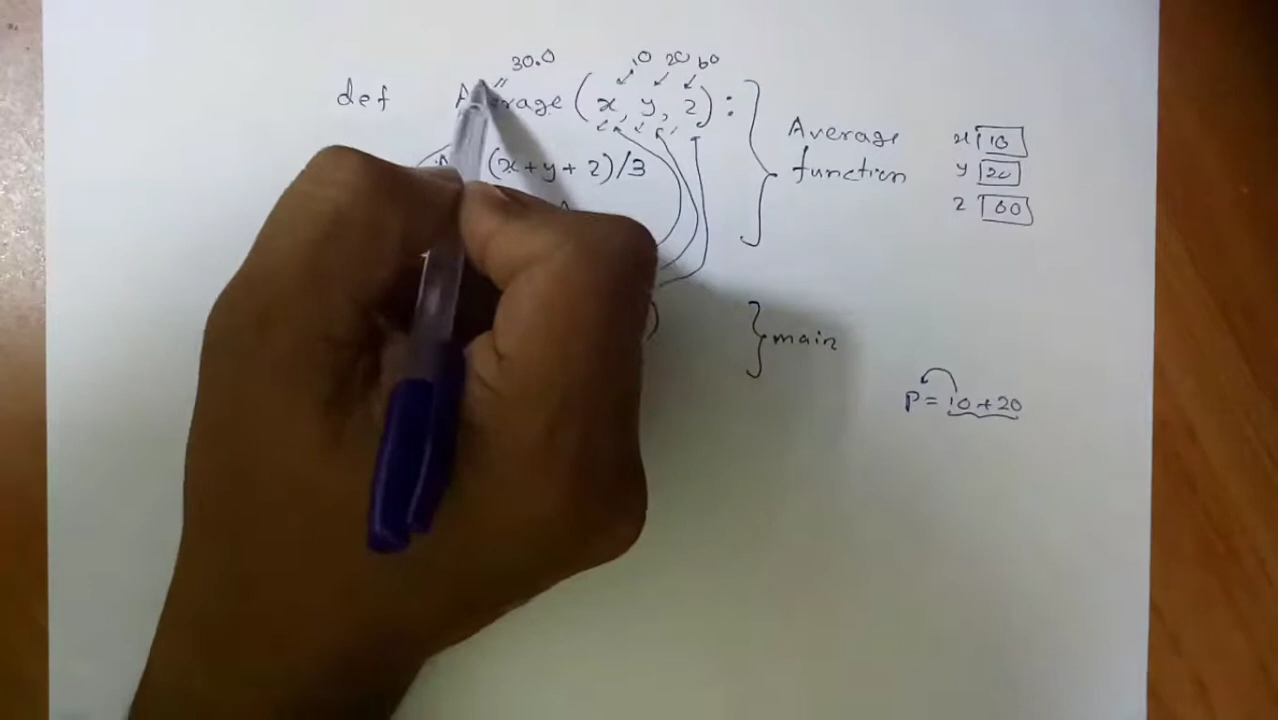 30.0 10 20 60
def Average (x, y, z) :
(x + y + z) / 3
Average
function
x 10
y 20
z 60
main
P = 10 + 20